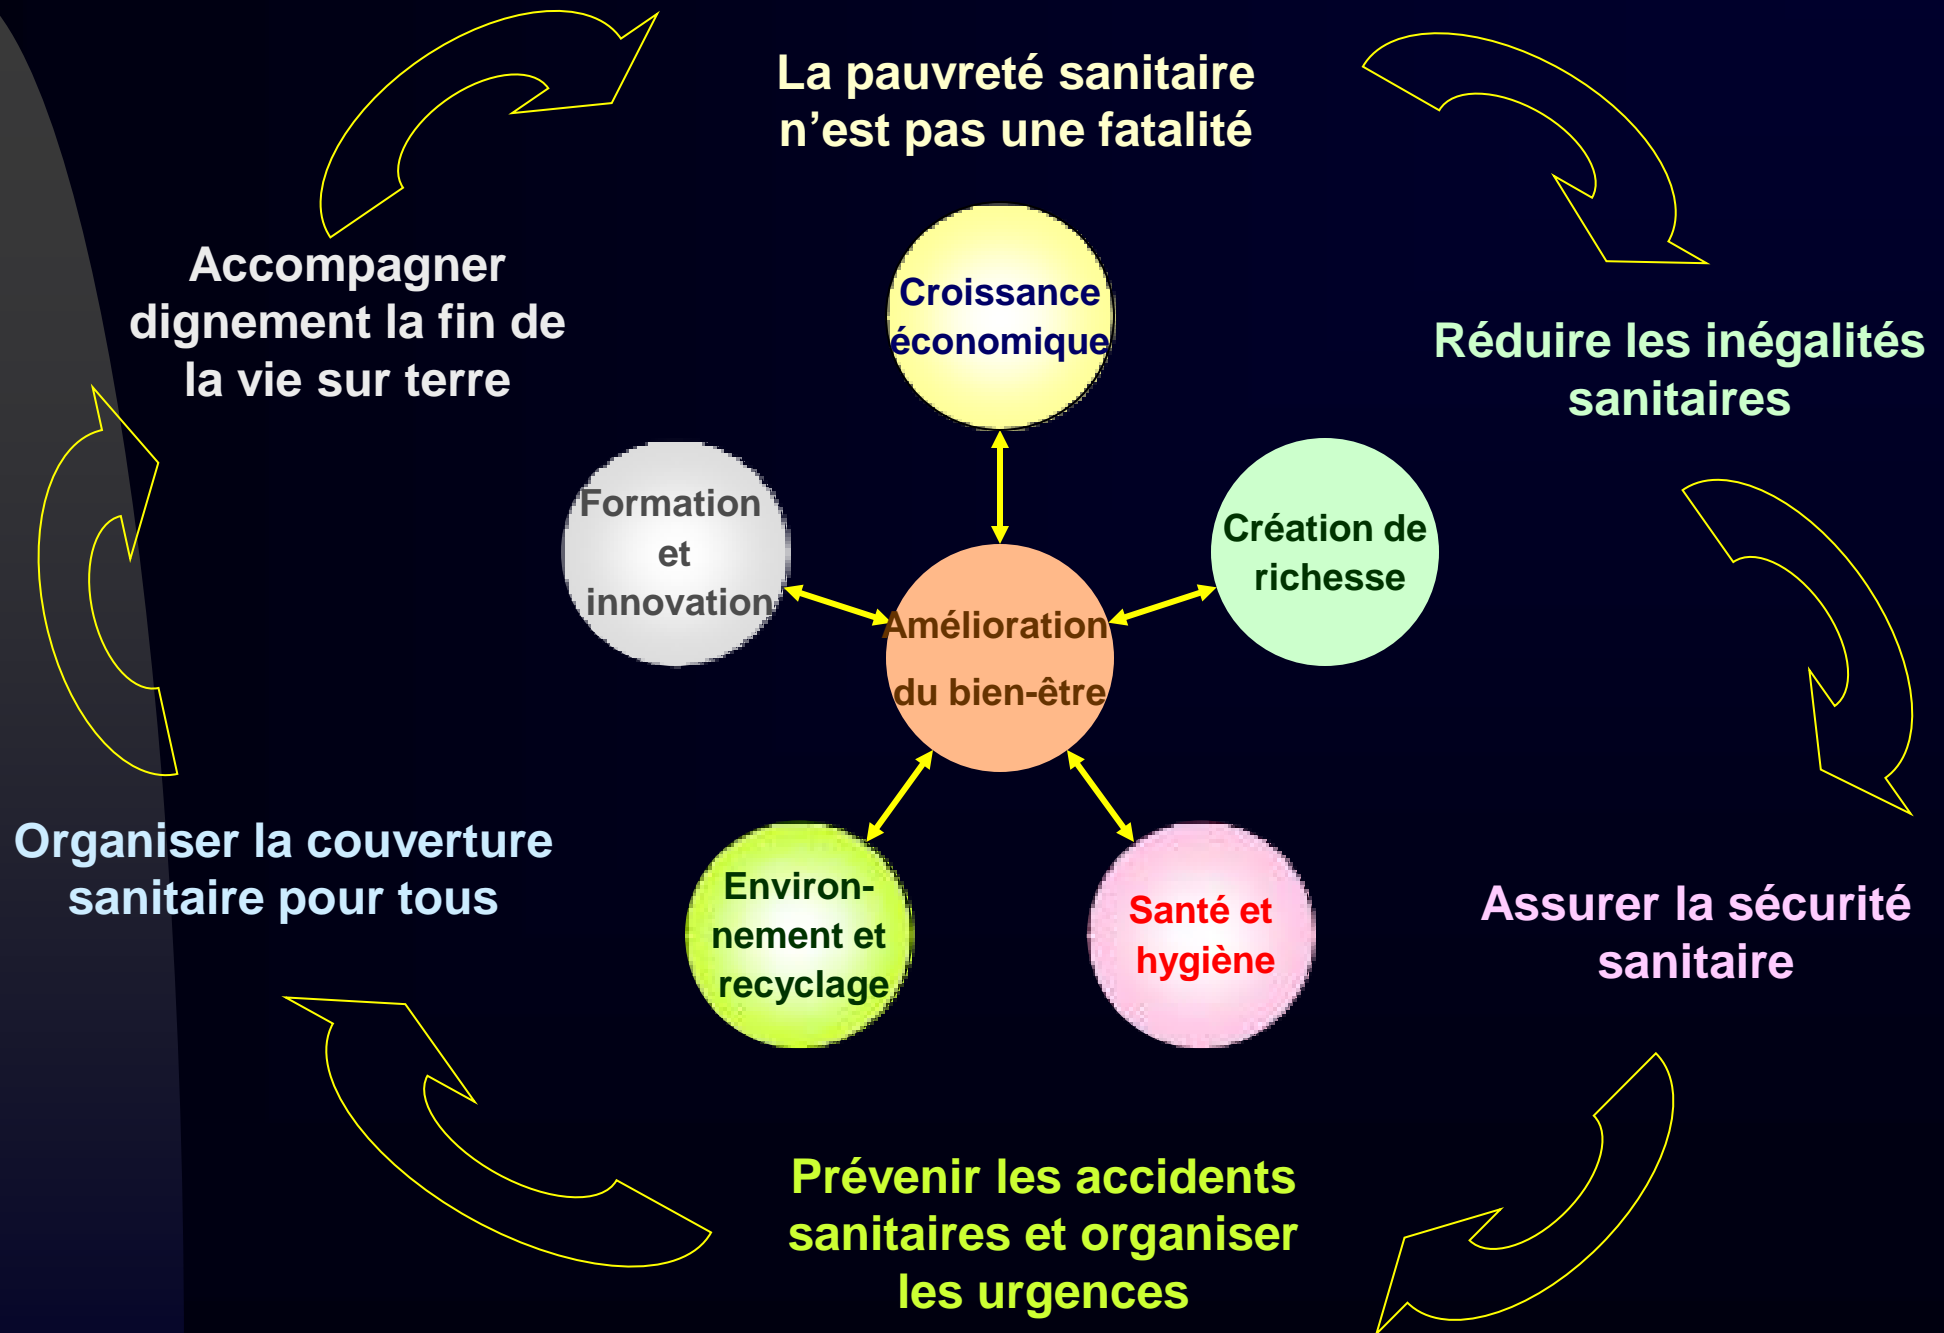 La pauvreté sanitaire
n’est pas une fatalité
Accompagner
dignement la fin de
la vie sur terre
Croissance
économique
Réduire les inégalités
sanitaires
Formation
et
innovation
Création de
richesse
Amélioration
du bien-être
Organiser la couverture
sanitaire pour tous
Environ-
nement et
recyclage
Santé et
hygiène
Assurer la sécurité
sanitaire
Prévenir les accidents
sanitaires et organiser
les urgences